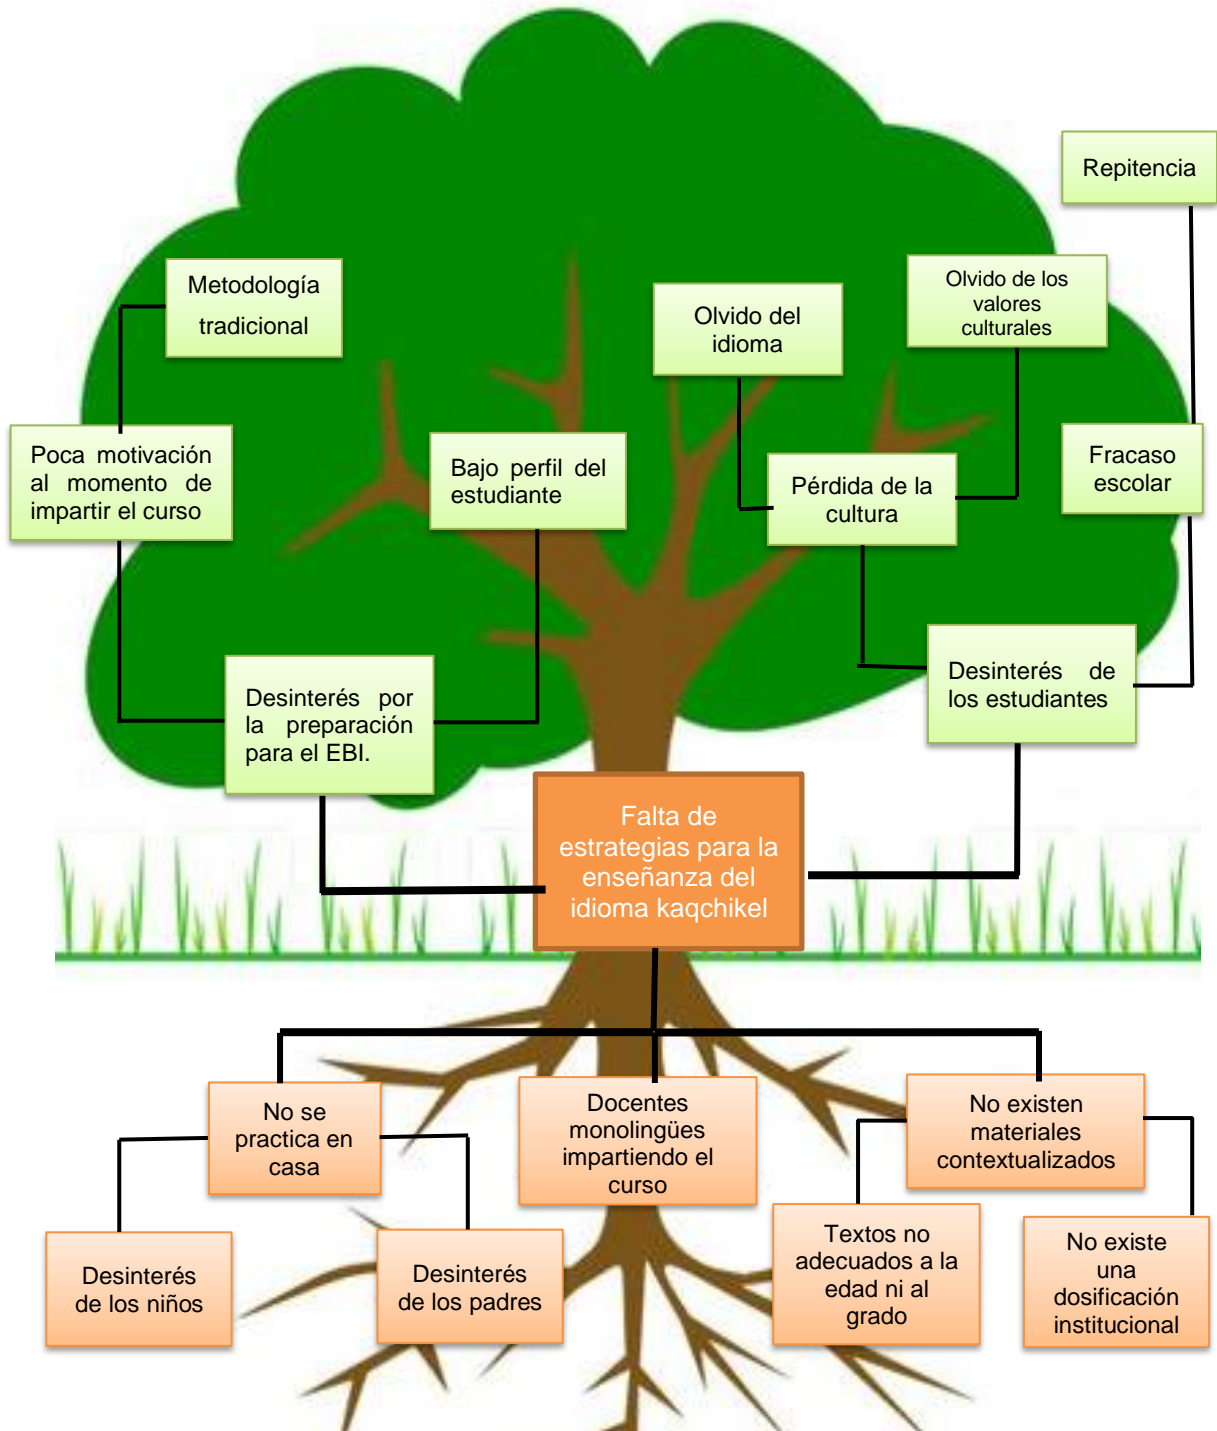 Repitencia
Metodología
tradicional
Olvido del
idioma
Olvido de los
valores
culturales
Poca motivación
al momento de
impartir el curso
Bajo perfil del
estudiante
Pérdida de la
cultura
Fracaso
escolar
Desinterés por
la preparación
para el EBI.
Desinterés de
los estudiantes
Falta de
estrategias para la
enseñanza del
idioma kaqchikel
No se
practica en
casa
Docentes
monolingües
impartiendo el
curso
No existen
materiales
contextualizados
Desinterés
de los niños
Desinterés
de los padres
Textos no
adecuados a la
edad ni al
grado
No existe
una
dosificación
institucional